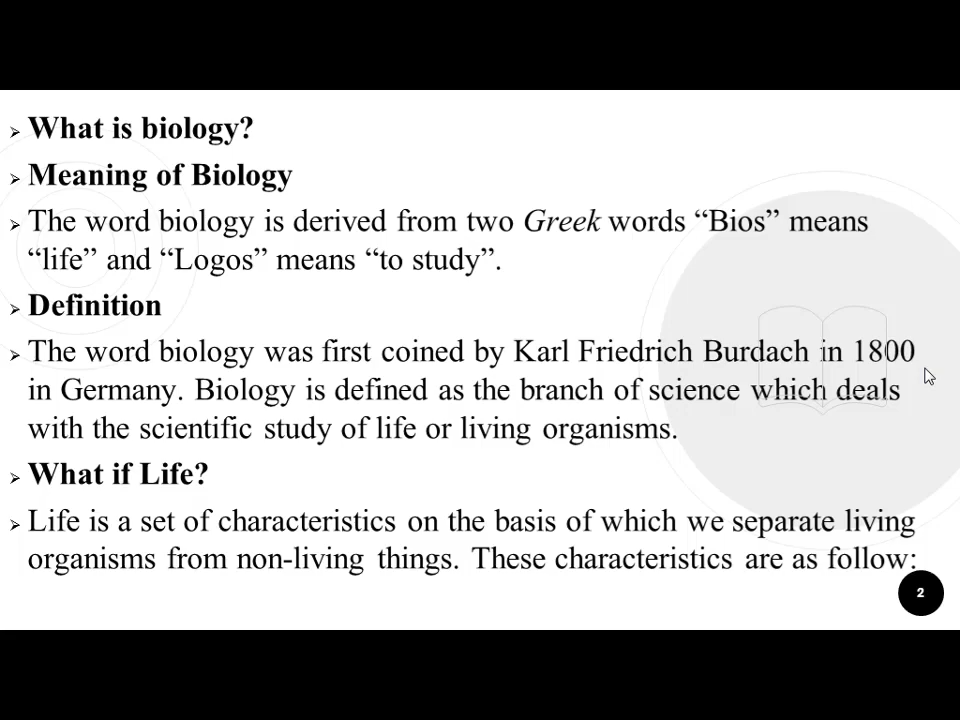 What is biology?
Meaning of Biology
The word biology is derived from two Greek words “Bios” means
“life” and “Logos” means “to study”.
Definition
The word biology was first coined by Karl Friedrich Burdach in 1800
in Germany. Biology is defined as the branch of science which deals
with the scientific study of life or living organisms.
What if Life?
Life is a set of characteristics on the basis of which we separate living
organisms from non-living things. These characteristics are as follow:
2